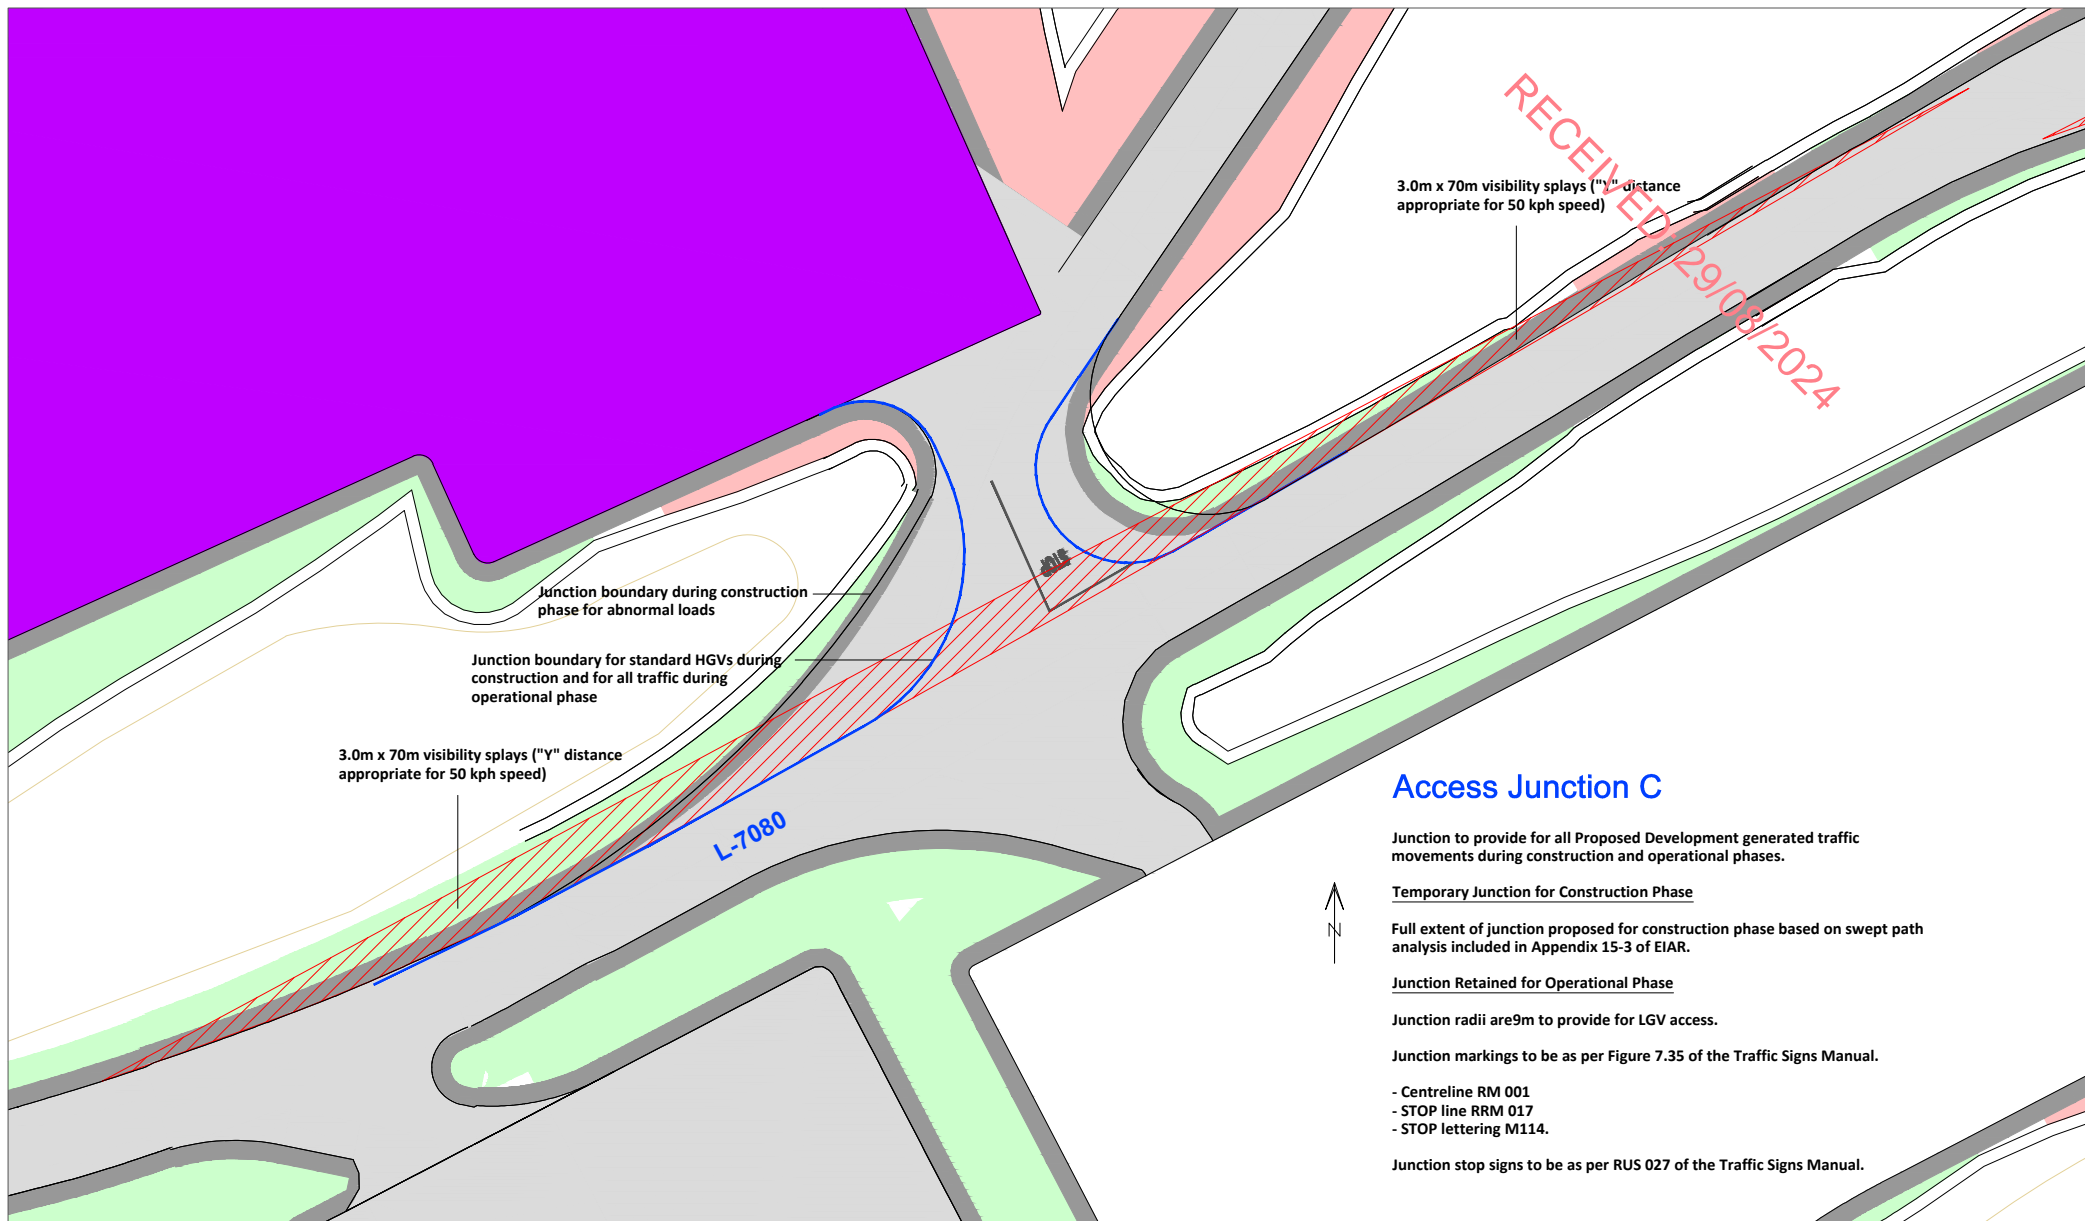 RECEIVED: 29/08/2024
3.0m x 70m visibility splays ("Y" distance
appropriate for 50 kph speed)
STOP
Junction boundary during construction
phase for abnormal loads
Junction boundary for standard HGVs during
construction and for all traffic during
operational phase
3.0m x 70m visibility splays ("Y" distance
appropriate for 50 kph speed)
L-7080
Access Junction C
Junction to provide for all Proposed Development generated traffic
movements during construction and operational phases.
Temporary Junction for Construction Phase
N
Full extent of junction proposed for construction phase based on swept path
analysis included in Appendix 15-3 of EIAR.
Junction Retained for Operational Phase
Junction radii are9m to provide for LGV access.
Junction markings to be as per Figure 7.35 of the Traffic Signs Manual.
- Centreline RM 001
- STOP line RRM 017
- STOP lettering M114.
Junction stop signs to be as per RUS 027 of the Traffic Signs Manual.